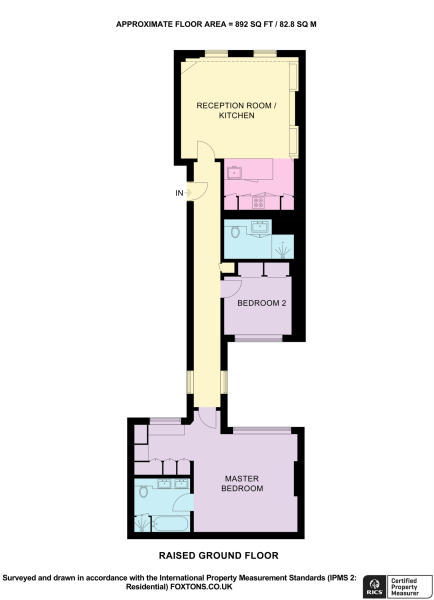 APPROXIMATE FLOOR AREA = 892 SQ FT / 82.8 SQ M
RECEPTION ROOM /
KITCHEN
IN
BEDROOM 2
MASTER
BEDROOM
RAISED GROUND FLOOR
Surveyed and drawn in accordance with the International Property Measurement Standards (IPMS 2:
Residential) FOXTONS.CO.UK
RICS
Certified
Property
Measurer